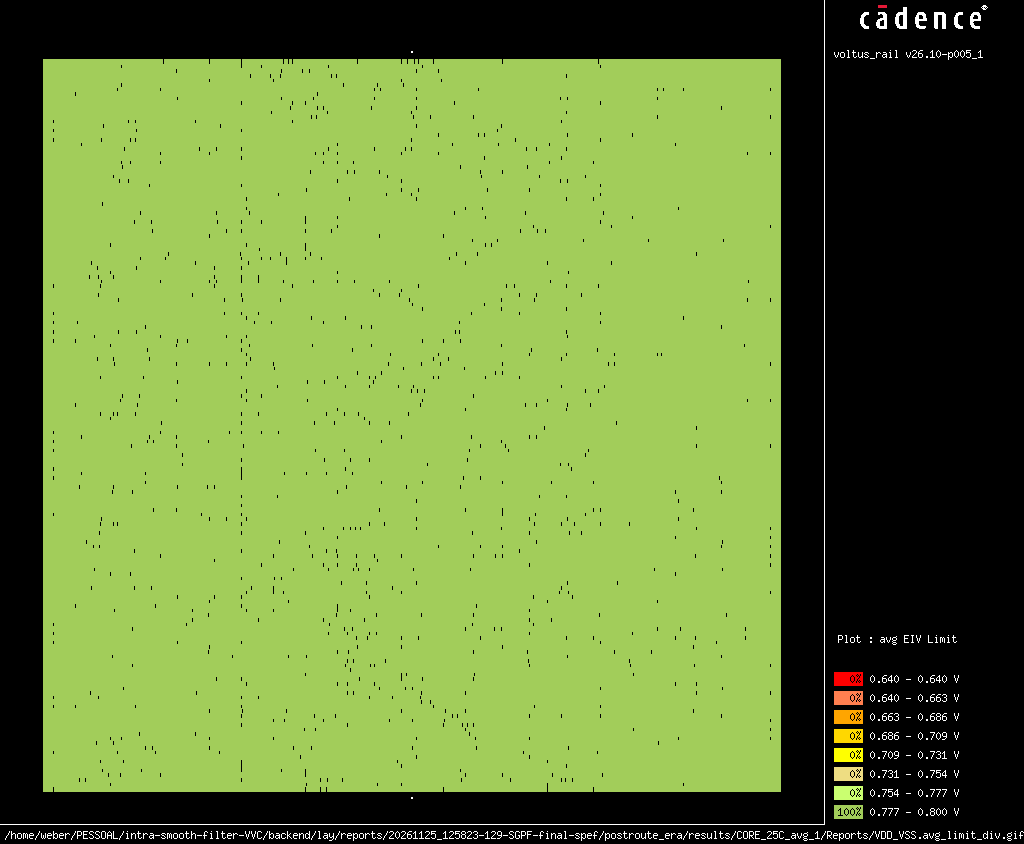 cādence®
voltus_rail v26.10-p005_1
Plot : avg EIV Limit
0% 0.640 - 0.640 V
0% 0.640 - 0.663 V
0% 0.663 - 0.686 V
0% 0.686 - 0.709 V
0% 0.709 - 0.731 V
0% 0.731 - 0.754 V
0% 0.754 - 0.777 V
100% 0.777 - 0.800 V
/home/weber/PESSOAL/intra-smooth-filter-VVC/backend/lay/reports/20261125_125823-129-SGPF-final-spef/postroute_era/results/CORE_25C_avg_1/Reports/VDD_VSS.avg_limit_div.gif